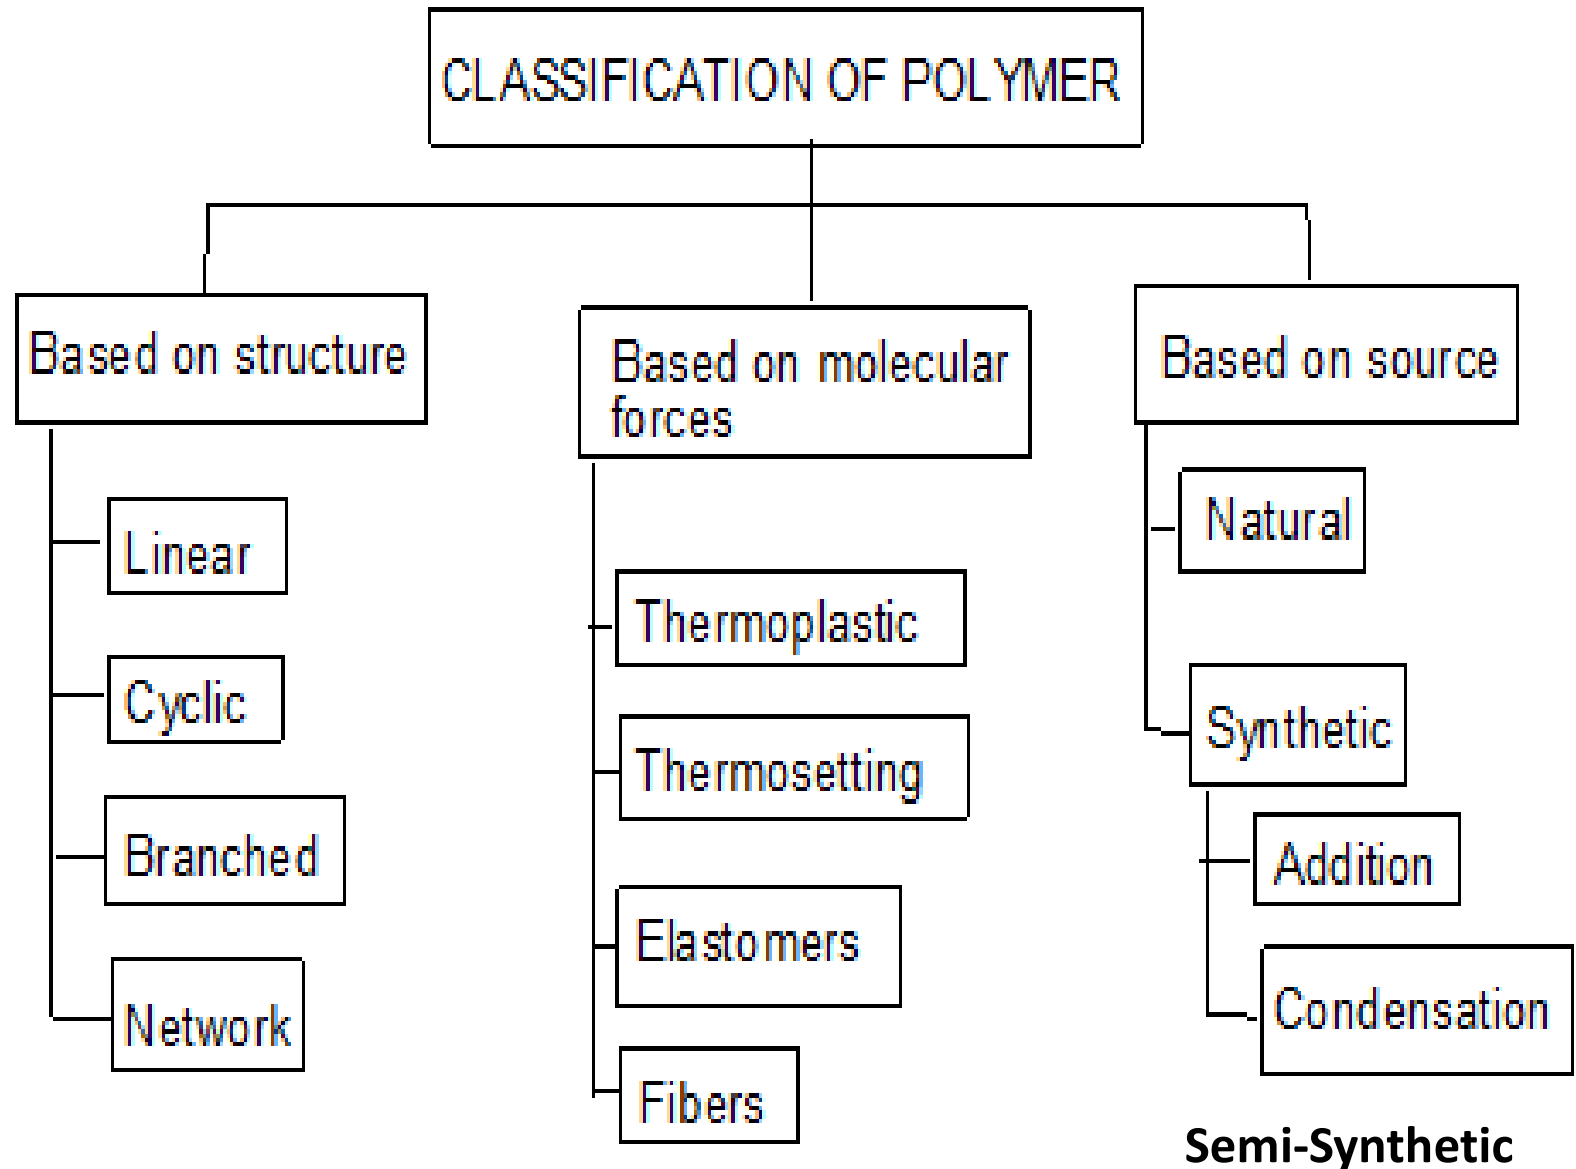 CLASSIFICATION OF POLYMER
Based on structure
Linear
Cyclic
Branched
Network
Based on molecular
forces
Thermoplastic
Thermosetting
Elastomers
Fibers
Based on source
Natural
Synthetic
Addition
Condensation
Semi-Synthetic